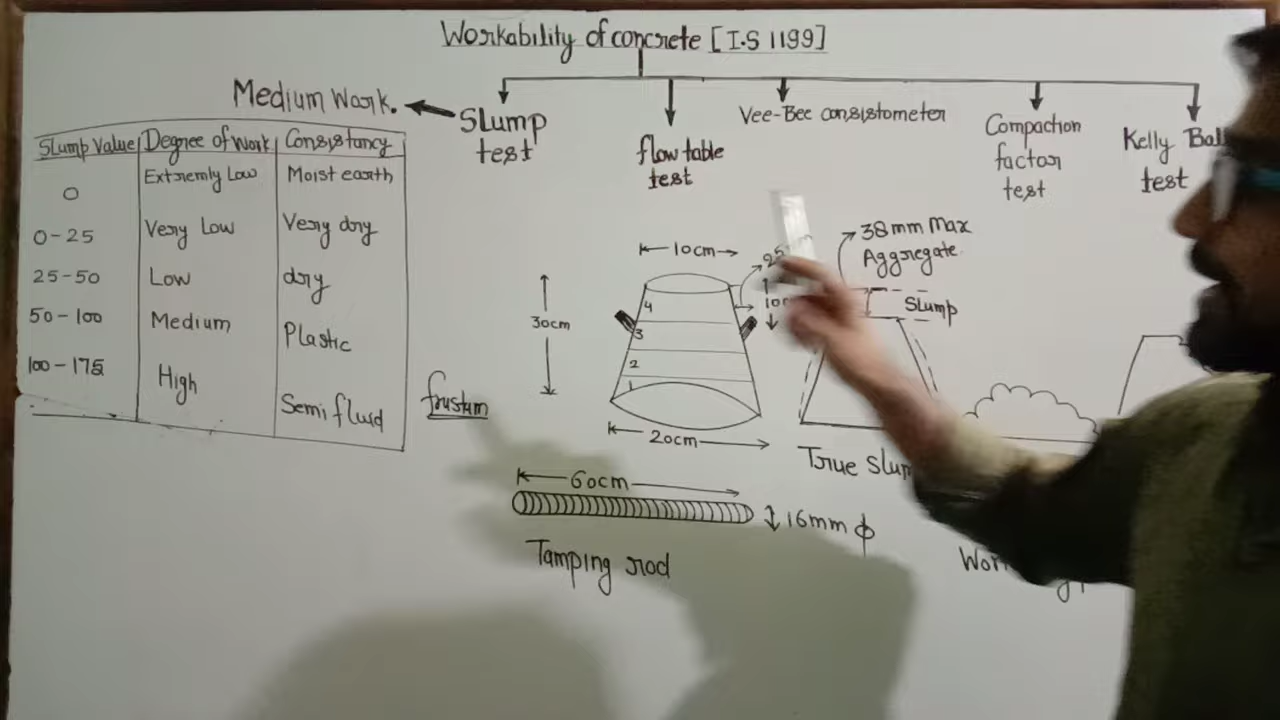 Workability of concrete [I.S 1199]
Medium Work.
Slump
test
flow table
test
Vee-Bee consistometer
Compaction
factor
test
Kelly Ball
test
Slump Value Degree of Work Consistancy
0 Extremly Low Moist earth
0-25 Very Low Very dry
25-50 Low dry
50-100 Medium Plastic
100-175 High Semi fluid
frustum
10cm
30cm
4
3
2
1
20cm
38mm Max
Aggregate.
Slump
True
60cm
16mm ϕ
Tamping rod